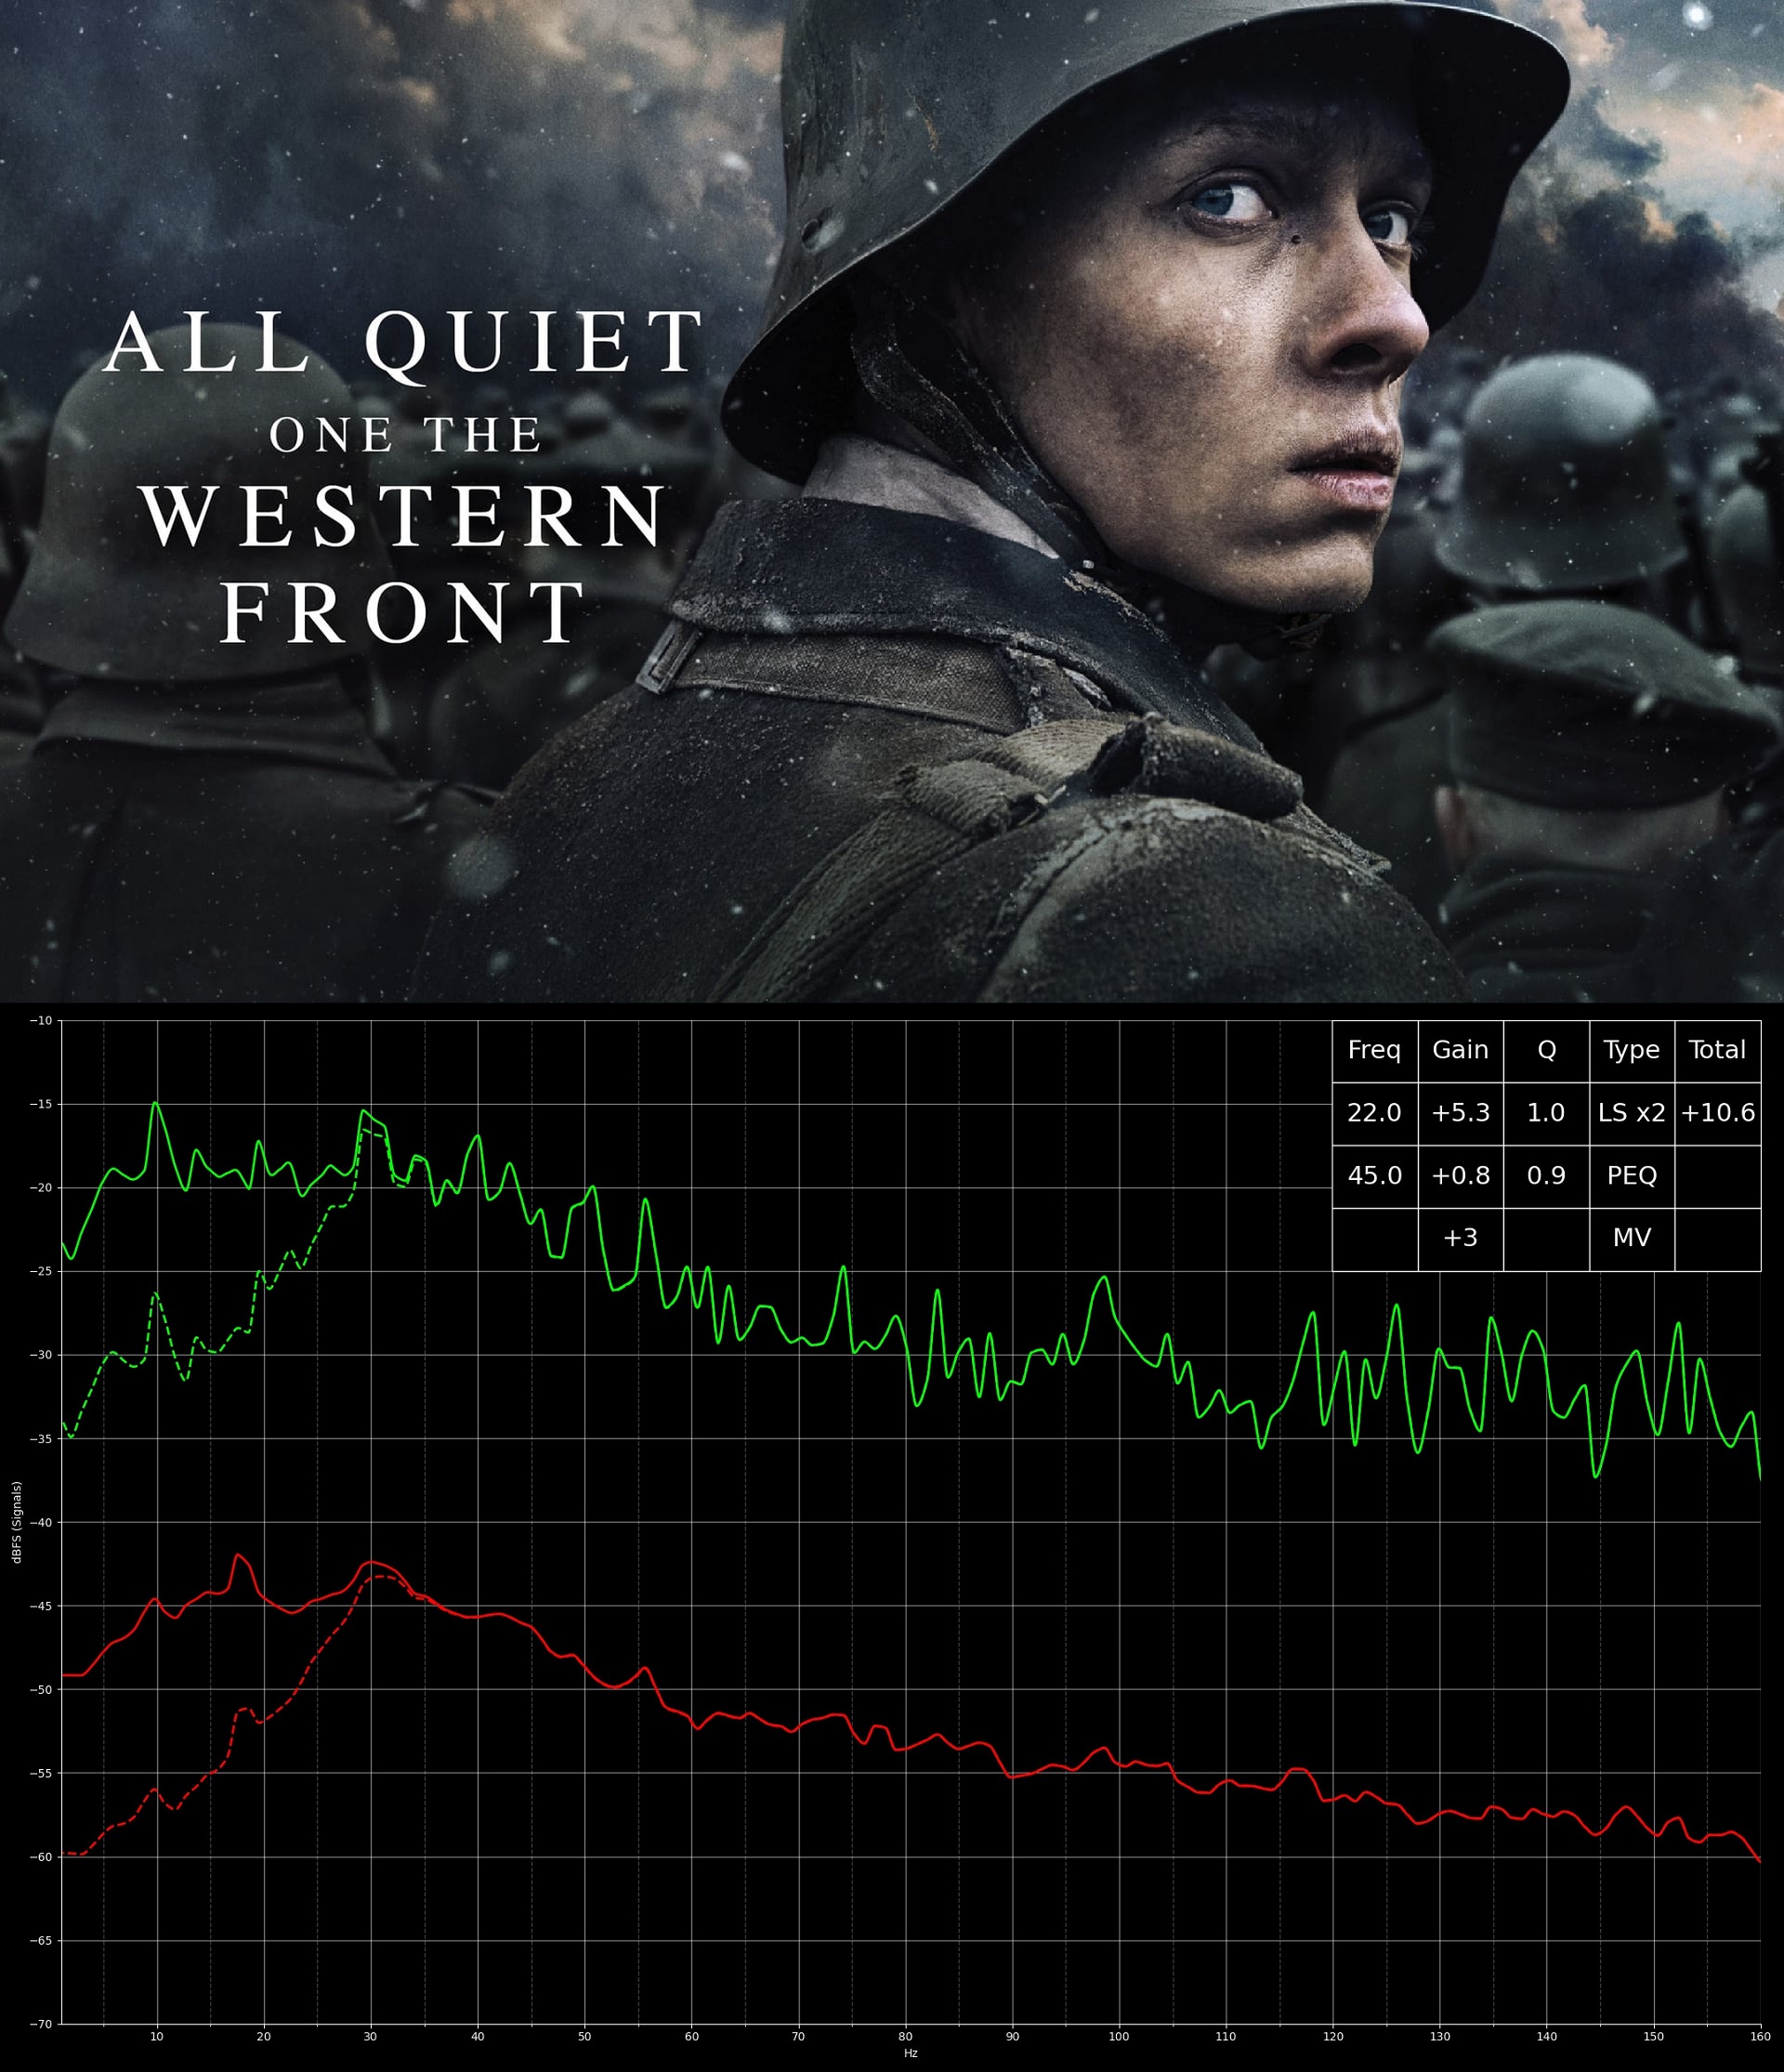 ALL QUIET
ONE THE
WESTERN
FRONT
Freq Gain Q Type Total
22.0 +5.3 1.0 LS x2 +10.6
45.0 +0.8 0.9 PEQ
+3 MV
−10
−15
−20
−25
−30
−35
−40
−45
−50
−55
−60
−65
−70
dBFS (Signals)
10 20 30 40 50 60 70 80 90 100 110 120 130 140 150 160
Hz